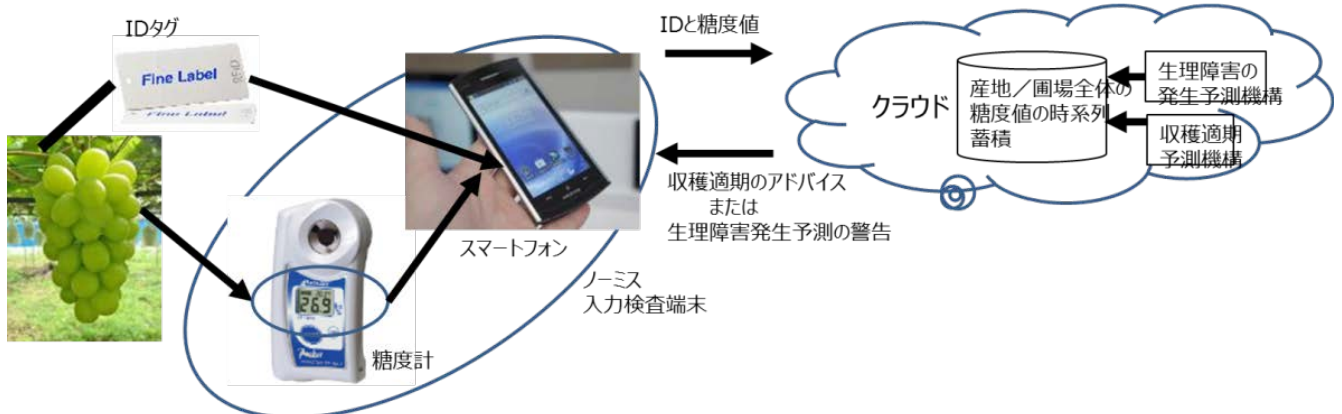 IDタグ
Fine Label
RFID
IDと糖度値
クラウド
産地／圃場全体の
糖度値の時系列
蓄積
生理障害の
発生予測機構
収穫適期
予測機構
収穫適期のアドバイス
または
生理障害発生予測の警告
スマートフォン
ノーミス
入力検査端末
26.9
糖度計